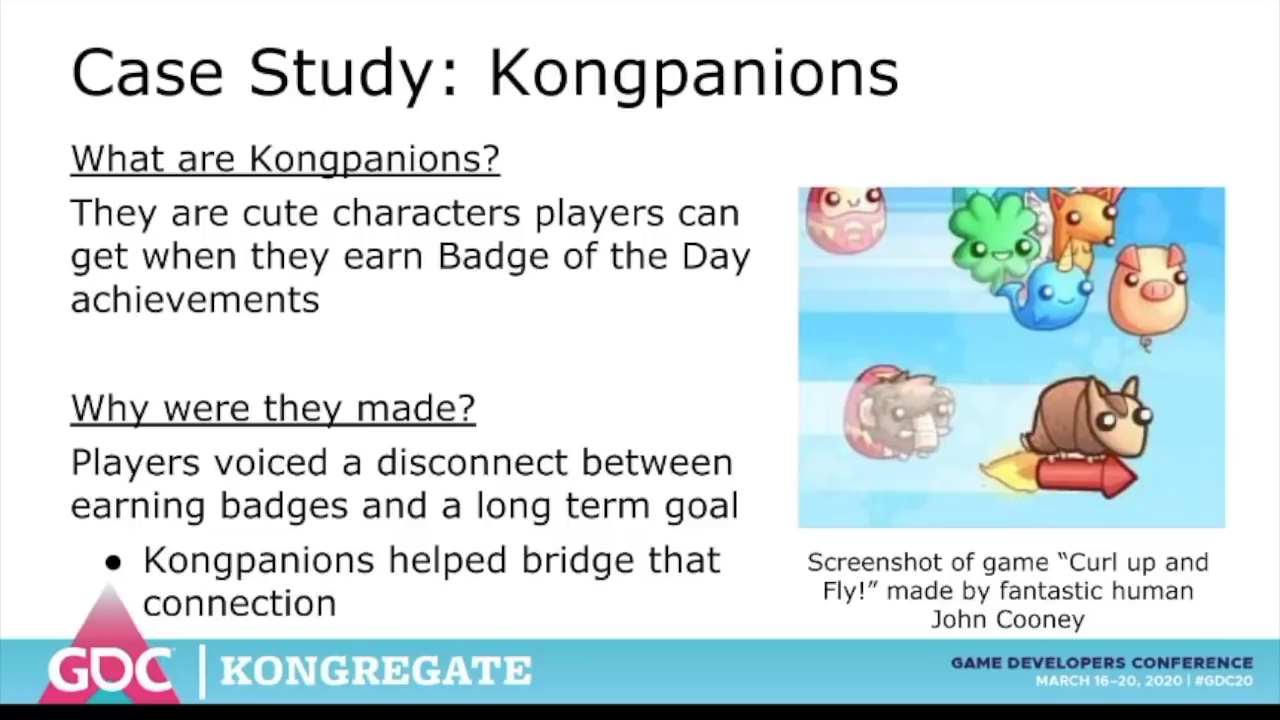 Case Study: Kongpanions
What are Kongpanions?
They are cute characters players can
get when they earn Badge of the Day
achievements
Why were they made?
Players voiced a disconnect between
earning badges and a long term goal
● Kongpanions helped bridge that
connection
Screenshot of game “Curl up and
Fly!” made by fantastic human
John Cooney
GDC
KONGREGATE
GAME DEVELOPERS CONFERENCE
MARCH 16–20, 2020 | #GDC20